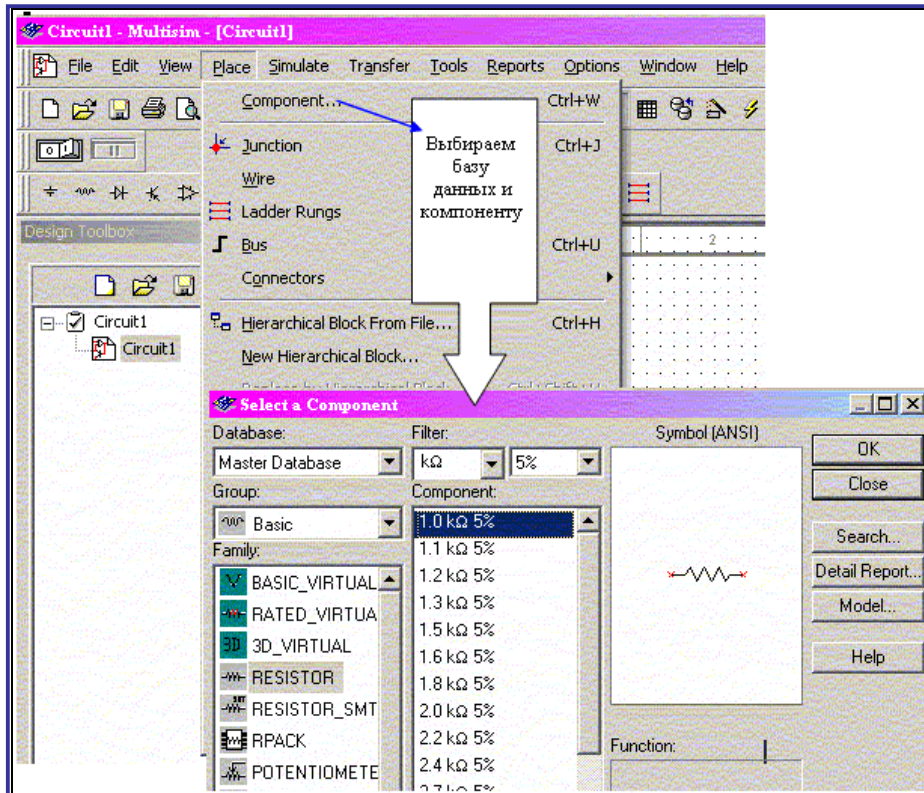 Circuit1 - Multisim - [Circuit1]
File Edit View Place Simulate Transfer Tools Reports Options Window Help
Component... Ctrl+W
Junction Ctrl+J
Wire
Ladder Rungs
Bus Ctrl+U
Connectors
Hierarchical Block From File... Ctrl+H
New Hierarchical Block...
Выбираем
базу
данных и
компоненту
Design Toolbox
Circuit1
Circuit1
2
Select a Component
Database:
Master Database
Group:
Basic
Family:
BASIC_VIRTUAL
RATED_VIRTUA
3D 3D_VIRTUAL
RESISTOR
RESISTOR_SMT
RPACK
POTENTIOMETE
Filter:
kΩ 5%
Component:
1.0 kΩ 5%
1.1 kΩ 5%
1.2 kΩ 5%
1.3 kΩ 5%
1.5 kΩ 5%
1.6 kΩ 5%
1.8 kΩ 5%
2.0 kΩ 5%
2.2 kΩ 5%
2.4 kΩ 5%
2.7 kΩ 5%
Symbol (ANSI)
Function:
OK
Close
Search...
Detail Report...
Model...
Help